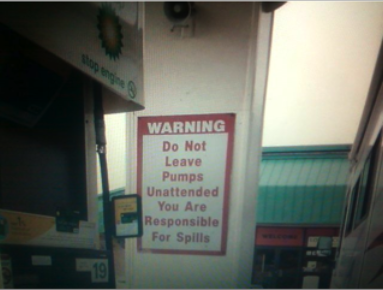 stop engine
WARNING
Do Not
Leave
Pumps
Unattended
You Are
Responsible
For Spills
19